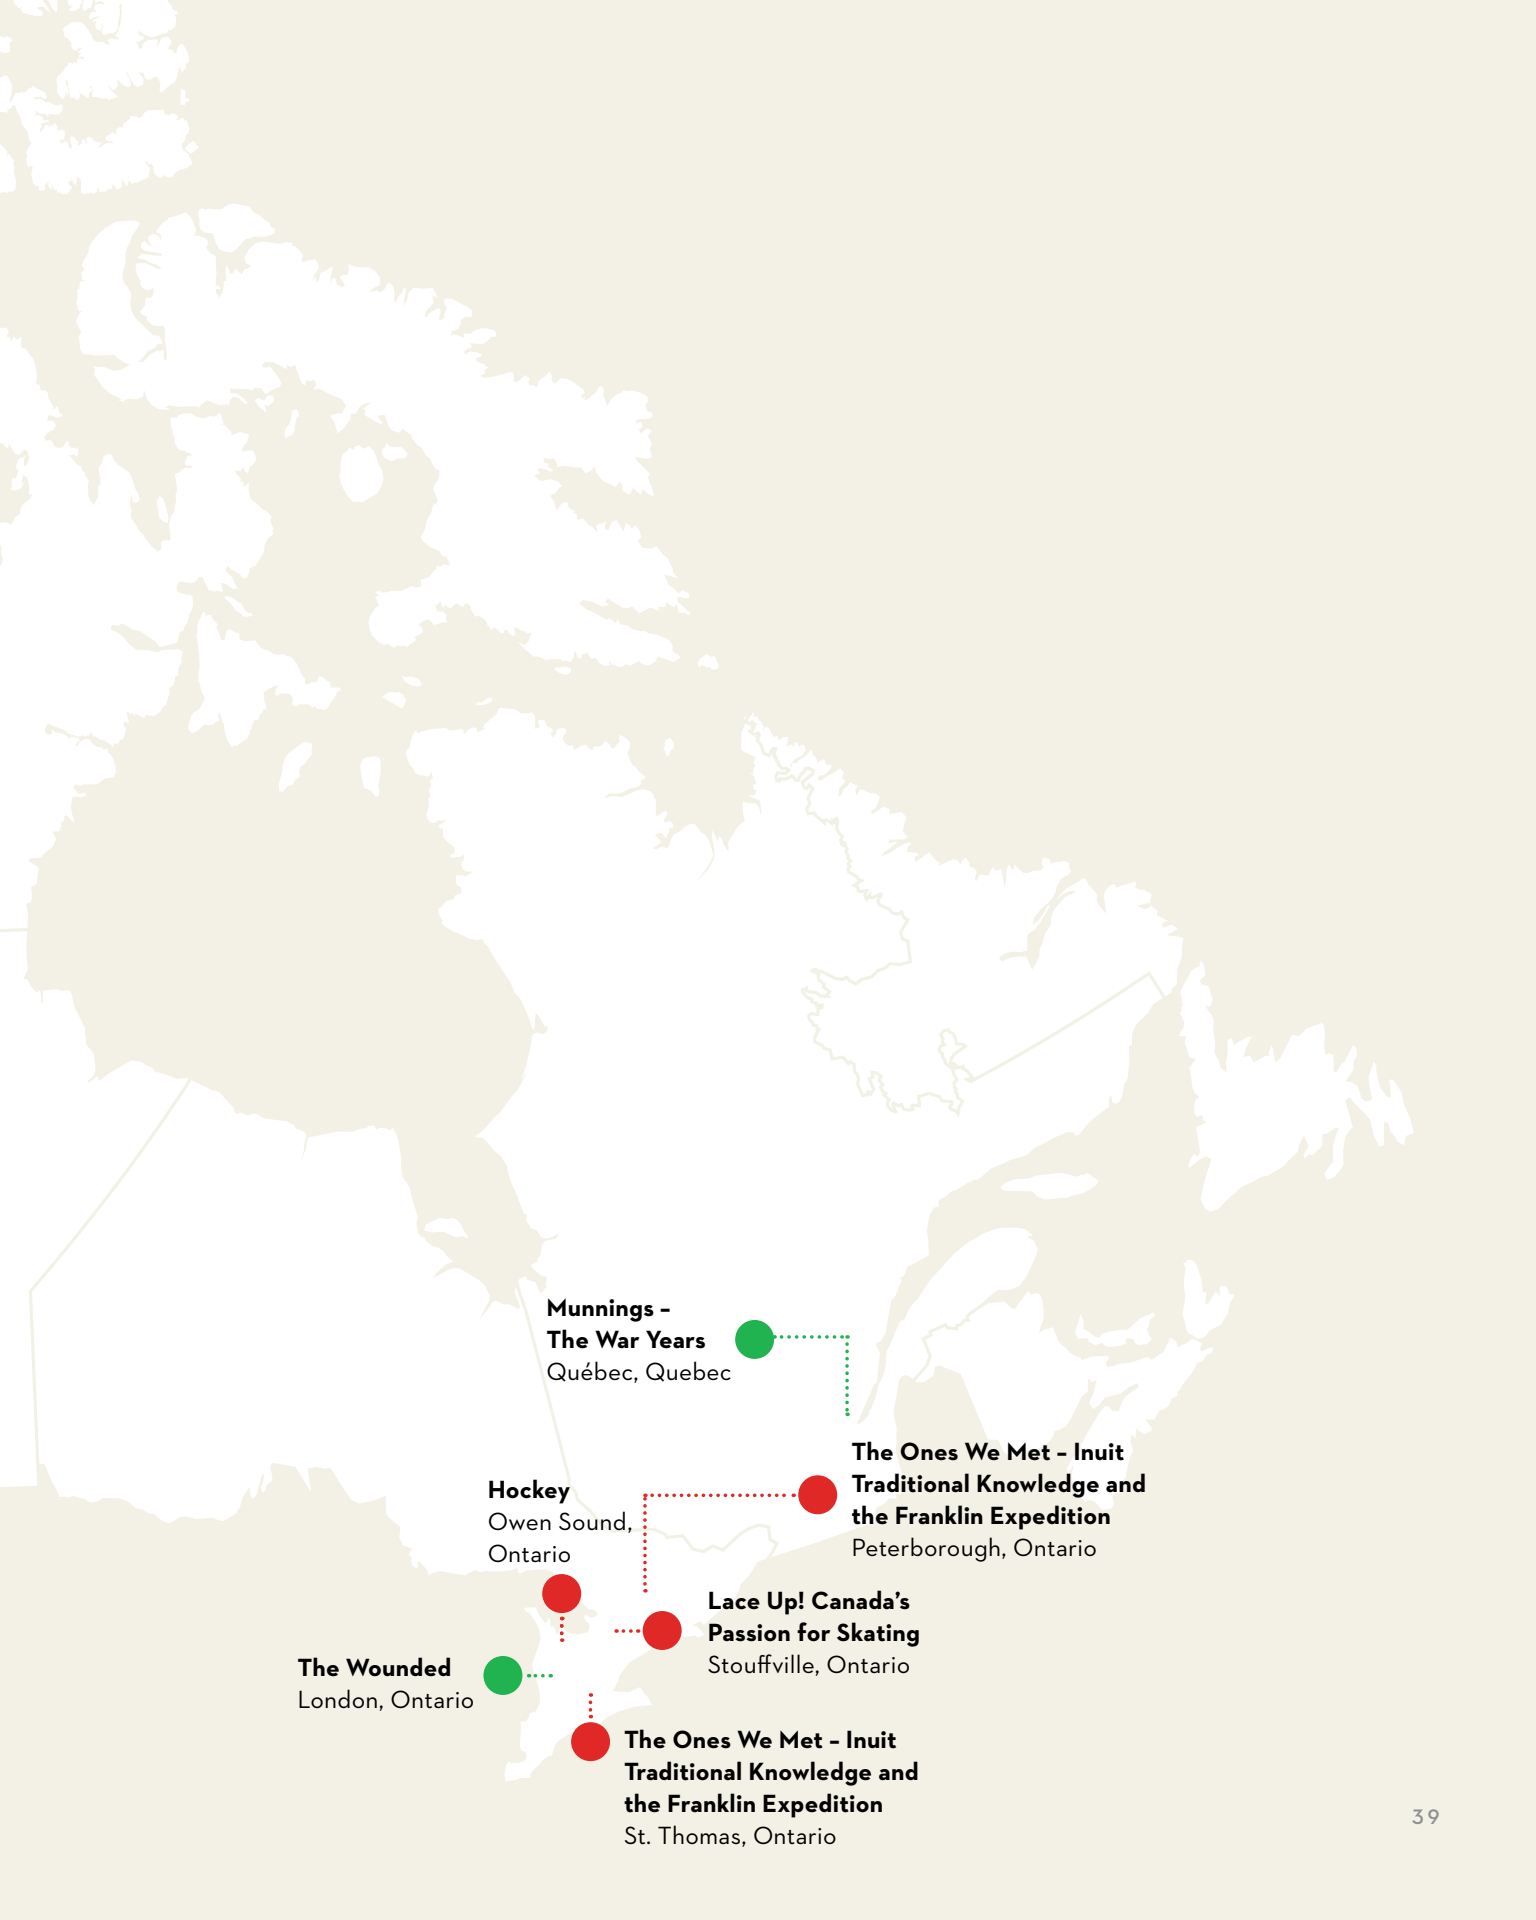 Munnings –
The War Years
Québec, Quebec
The Ones We Met – Inuit
Traditional Knowledge and
the Franklin Expedition
Peterborough, Ontario
Hockey
Owen Sound,
Ontario
Lace Up! Canada’s
Passion for Skating
Stouffville, Ontario
The Wounded
London, Ontario
The Ones We Met – Inuit
Traditional Knowledge and
the Franklin Expedition
St. Thomas, Ontario
39